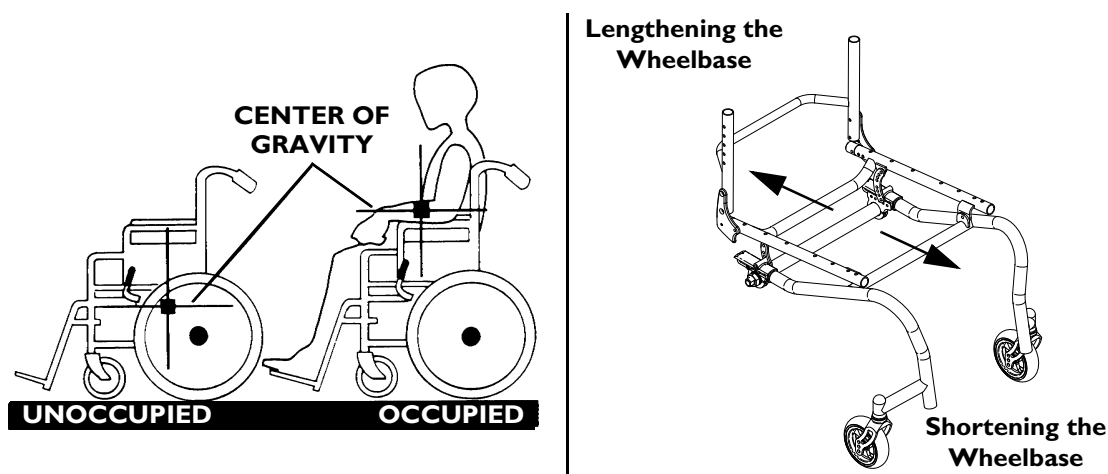 CENTER OF
GRAVITY
UNOCCUPIED
OCCUPIED
Lengthening the
Wheelbase
Shortening the
Wheelbase